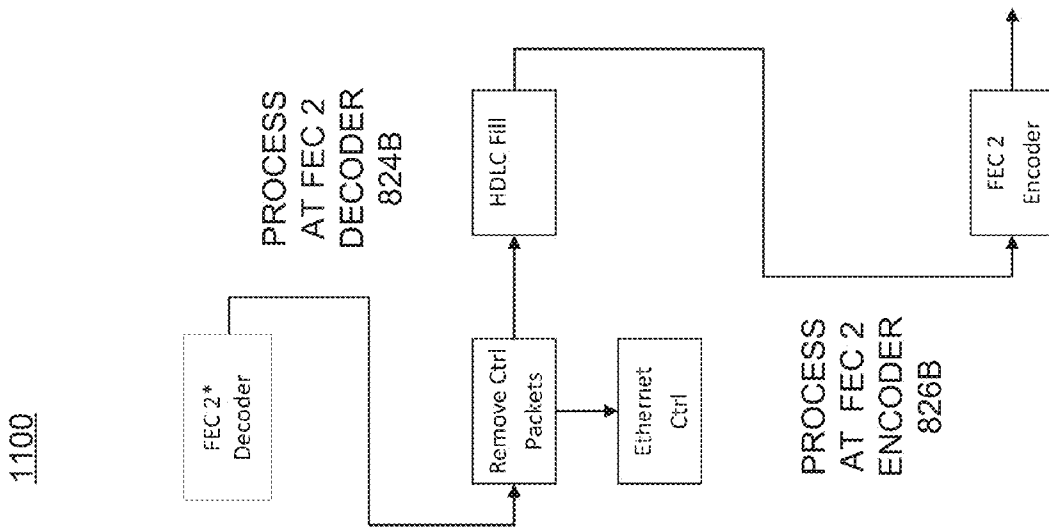 1100
FEC 2*
Decoder
PROCESS
AT FEC 2
DECODER
824B
Remove Ctrl
Packets
HDLC Fill
Ethernet
Ctrl
PROCESS
AT FEC 2
ENCODER
826B
FEC 2
Encoder